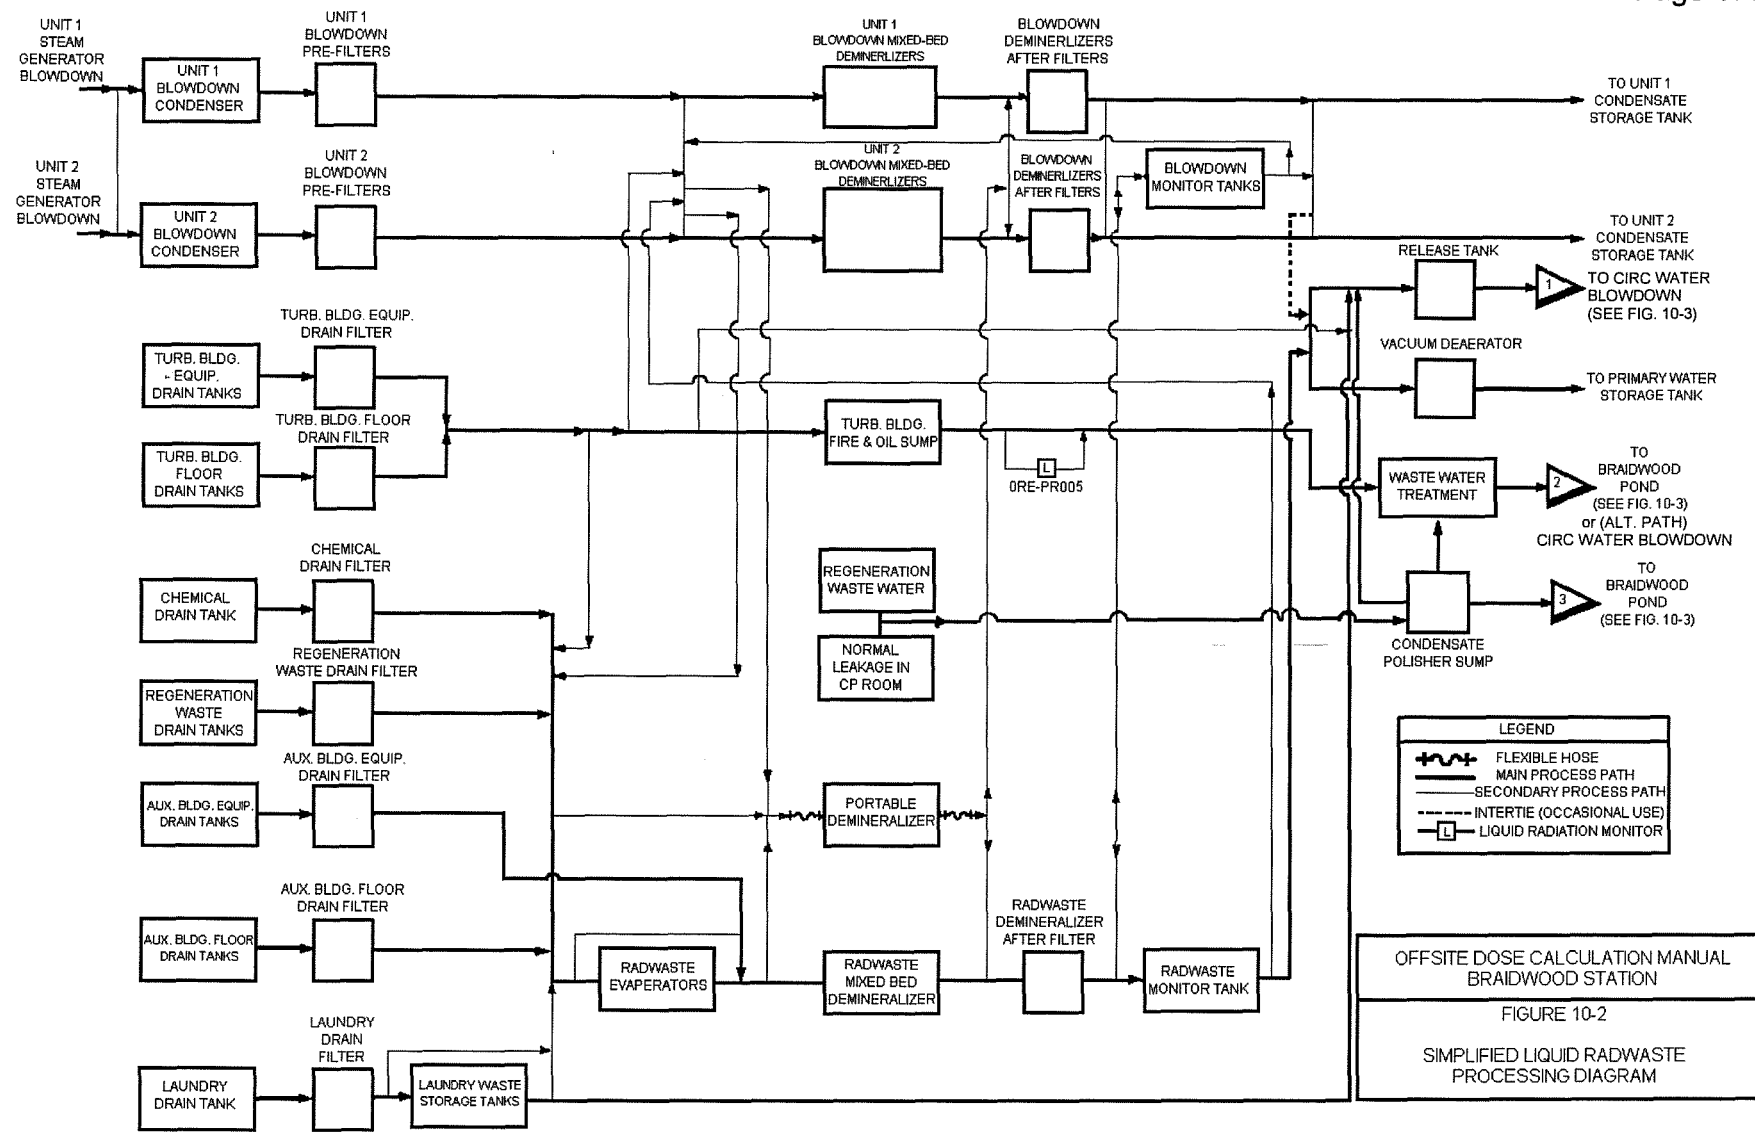 UNIT 1
STEAM
GENERATOR
BLOWDOWN
UNIT 1
BLOWDOWN
PRE-FILTERS
UNIT 1
BLOWDOWN
CONDENSER
UNIT 1
BLOWDOWN MIXED-BED
DEMINERLIZERS
BLOWDOWN
DEMINERLIZERS
AFTER FILTERS
TO UNIT 1
CONDENSATE
STORAGE TANK
UNIT 2
STEAM
GENERATOR
BLOWDOWN
UNIT 2
BLOWDOWN
PRE-FILTERS
UNIT 2
BLOWDOWN
CONDENSER
UNIT 2
BLOWDOWN MIXED-BED
DEMINERLIZERS
BLOWDOWN
DEMINERLIZERS
AFTER FILTERS
BLOWDOWN
MONITOR TANKS
TO UNIT 2
CONDENSATE
STORAGE TANK
RELEASE TANK
1
TO CIRC WATER
BLOWDOWN
(SEE FIG. 10-3)
TURB. BLDG. EQUIP.
DRAIN FILTER
TURB. BLDG.
- EQUIP.
DRAIN TANKS
VACUUM DEAERATOR
TO PRIMARY WATER
STORAGE TANK
TURB. BLDG. FLOOR
DRAIN FILTER
TURB. BLDG.
FLOOR
DRAIN TANKS
TURB. BLDG.
FIRE & OIL SUMP
L
0RE-PR005
WASTE WATER
TREATMENT
2
TO
BRAIDWOOD
POND
(SEE FIG. 10-3)
or (ALT. PATH)
CIRC WATER BLOWDOWN
CHEMICAL
DRAIN FILTER
CHEMICAL
DRAIN TANK
REGENERATION
WASTE WATER
NORMAL
LEAKAGE IN
CP ROOM
CONDENSATE
POLISHER SUMP
3
TO
BRAIDWOOD
POND
(SEE FIG. 10-3)
REGENERATION
WASTE DRAIN FILTER
REGENERATION
WASTE
DRAIN TANKS
AUX. BLDG. EQUIP.
DRAIN FILTER
AUX. BLDG. EQUIP.
DRAIN TANKS
PORTABLE
DEMINERALIZER
LEGEND
FLEXIBLE HOSE
MAIN PROCESS PATH
SECONDARY PROCESS PATH
INTERTIE (OCCASIONAL USE)
L LIQUID RADIATION MONITOR
AUX. BLDG. FLOOR
DRAIN FILTER
AUX. BLDG. FLOOR
DRAIN TANKS
RADWASTE
EVAPERATORS
RADWASTE
MIXED BED
DEMINERALIZER
RADWASTE
DEMINERALIZER
AFTER FILTER
RADWASTE
MONITOR TANK
LAUNDRY
DRAIN
FILTER
LAUNDRY
DRAIN TANK
LAUNDRY WASTE
STORAGE TANKS
OFFSITE DOSE CALCULATION MANUAL
BRAIDWOOD STATION
FIGURE 10-2
SIMPLIFIED LIQUID RADWASTE
PROCESSING DIAGRAM